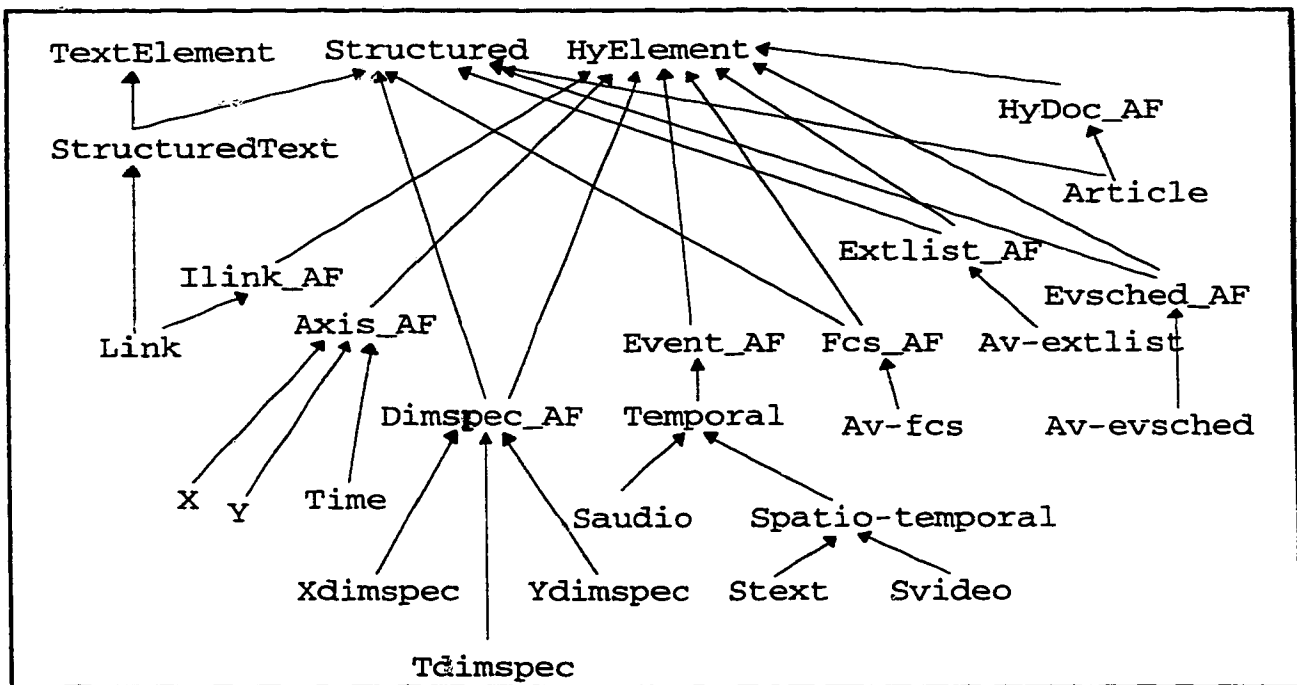 TextElement Structured HyElement
HyDoc_AF
StructuredText
Article
Extlist_AF
Ilink_AF
Evsched_AF
Axis_AF
Link Event_AF Fcs_AF Av-extlist
Dimspec_AF Temporal Av-fcs Av-evsched
X Y Time
Saudio Spatio-temporal
Xdimspec Ydimspec Stext Svideo
Tdimspec